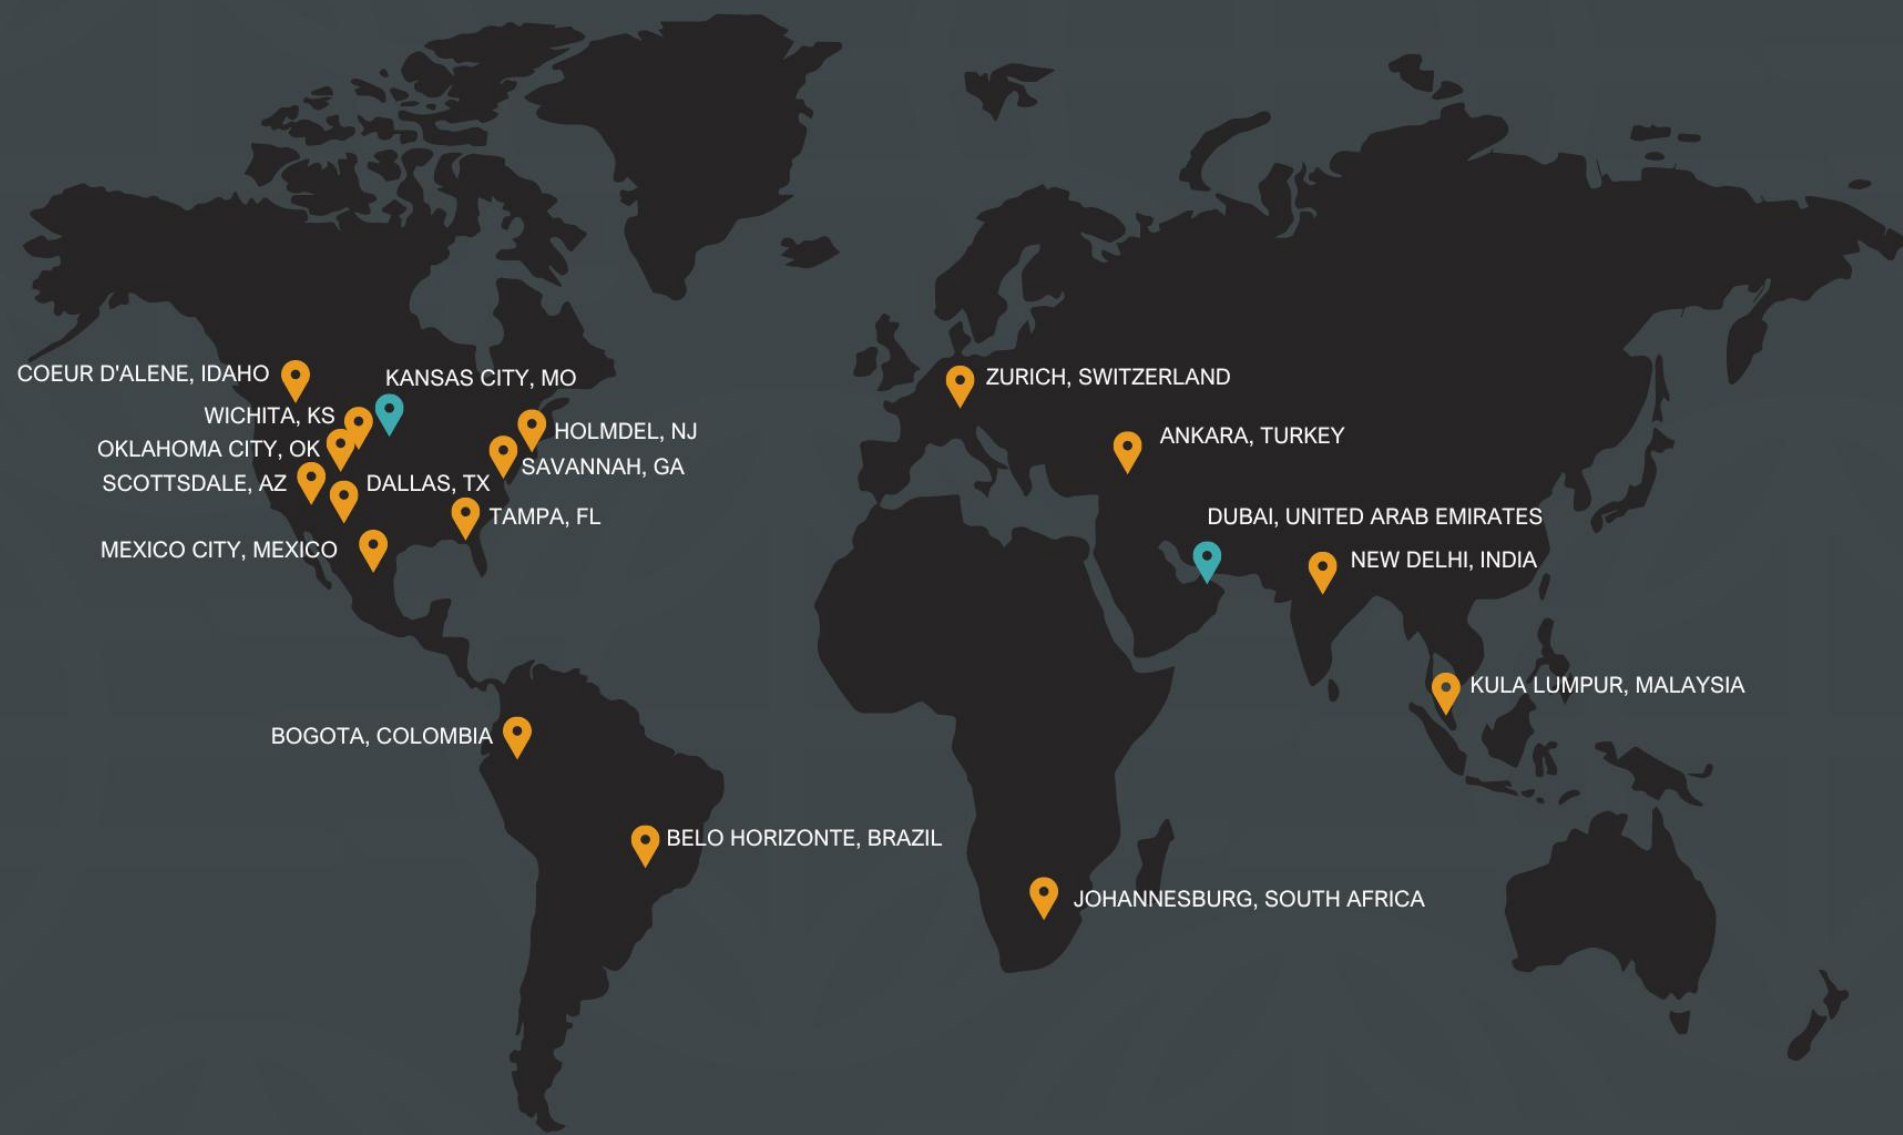 COEUR D'ALENE, IDAHO
KANSAS CITY, MO
ZURICH, SWITZERLAND
WICHITA, KS
HOLMDEL, NJ
ANKARA, TURKEY
OKLAHOMA CITY, OK
SAVANNAH, GA
SCOTTSDALE, AZ
DALLAS, TX
TAMPA, FL
DUBAI, UNITED ARAB EMIRATES
MEXICO CITY, MEXICO
NEW DELHI, INDIA
KULA LUMPUR, MALAYSIA
BOGOTA, COLOMBIA
BELO HORIZONTE, BRAZIL
JOHANNESBURG, SOUTH AFRICA